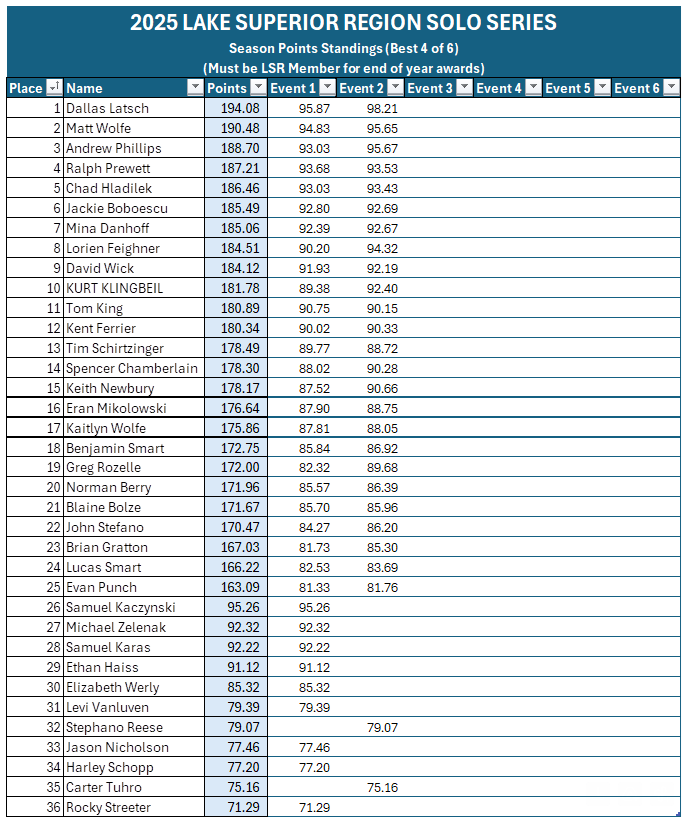 2025 LAKE SUPERIOR REGION SOLO SERIES
Season Points Standings (Best 4 of 6)
(Must be LSR Member for end of year awards)
Place Name Points Event 1 Event 2 Event 3 Event 4 Event 5 Event 6
1 Dallas Latsch 194.08 95.87 98.21
2 Matt Wolfe 190.48 94.83 95.65
3 Andrew Phillips 188.70 93.03 95.67
4 Ralph Prewett 187.21 93.68 93.53
5 Chad Hladilek 186.46 93.03 93.43
6 Jackie Boboescu 185.49 92.80 92.69
7 Mina Danhoff 185.06 92.39 92.67
8 Lorien Feighner 184.51 90.20 94.32
9 David Wick 184.12 91.93 92.19
10 KURT KLINGBEIL 181.78 89.38 92.40
11 Tom King 180.89 90.75 90.15
12 Kent Ferrier 180.34 90.02 90.33
13 Tim Schirtzinger 178.49 89.77 88.72
14 Spencer Chamberlain 178.30 88.02 90.28
15 Keith Newbury 178.17 87.52 90.66
16 Eran Mikolowski 176.64 87.90 88.75
17 Kaitlyn Wolfe 175.86 87.81 88.05
18 Benjamin Smart 172.75 85.84 86.92
19 Greg Rozelle 172.00 82.32 89.68
20 Norman Berry 171.96 85.57 86.39
21 Blaine Bolze 171.67 85.70 85.96
22 John Stefano 170.47 84.27 86.20
23 Brian Gratton 167.03 81.73 85.30
24 Lucas Smart 166.22 82.53 83.69
25 Evan Punch 163.09 81.33 81.76
26 Samuel Kaczynski 95.26 95.26
27 Michael Zelenak 92.32 92.32
28 Samuel Karas 92.22 92.22
29 Ethan Haiss 91.12 91.12
30 Elizabeth Werly 85.32 85.32
31 Levi Vanluven 79.39 79.39
32 Stephano Reese 79.07 79.07
33 Jason Nicholson 77.46 77.46
34 Harley Schopp 77.20 77.20
35 Carter Tuhro 75.16 75.16
36 Rocky Streeter 71.29 71.29